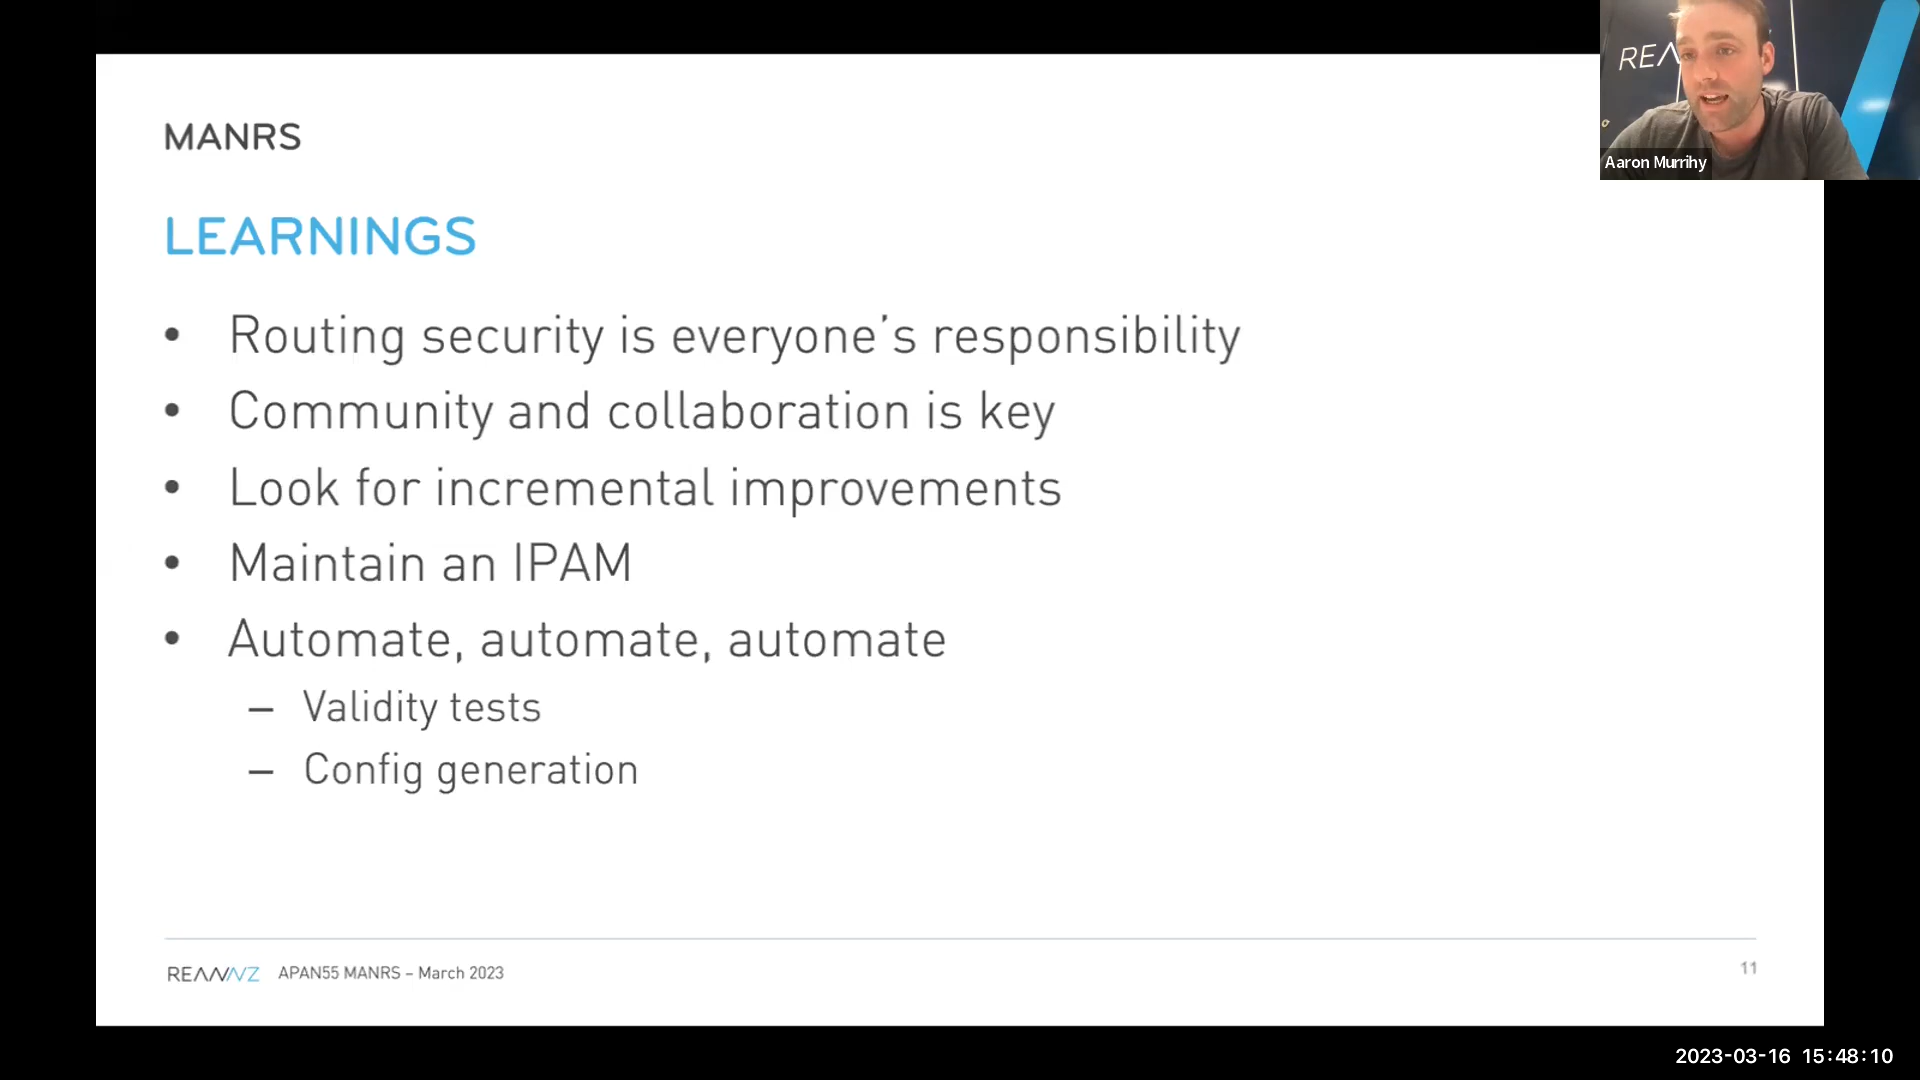 MANRS
LEARNINGS
• Routing security is everyone’s responsibility
• Community and collaboration is key
• Look for incremental improvements
• Maintain an IPAM
• Automate, automate, automate
– Validity tests
– Config generation
REANNZ APAN55 MANRS – March 2023
11
REA
Aaron Murrihy
2023-03-16 15:48:10